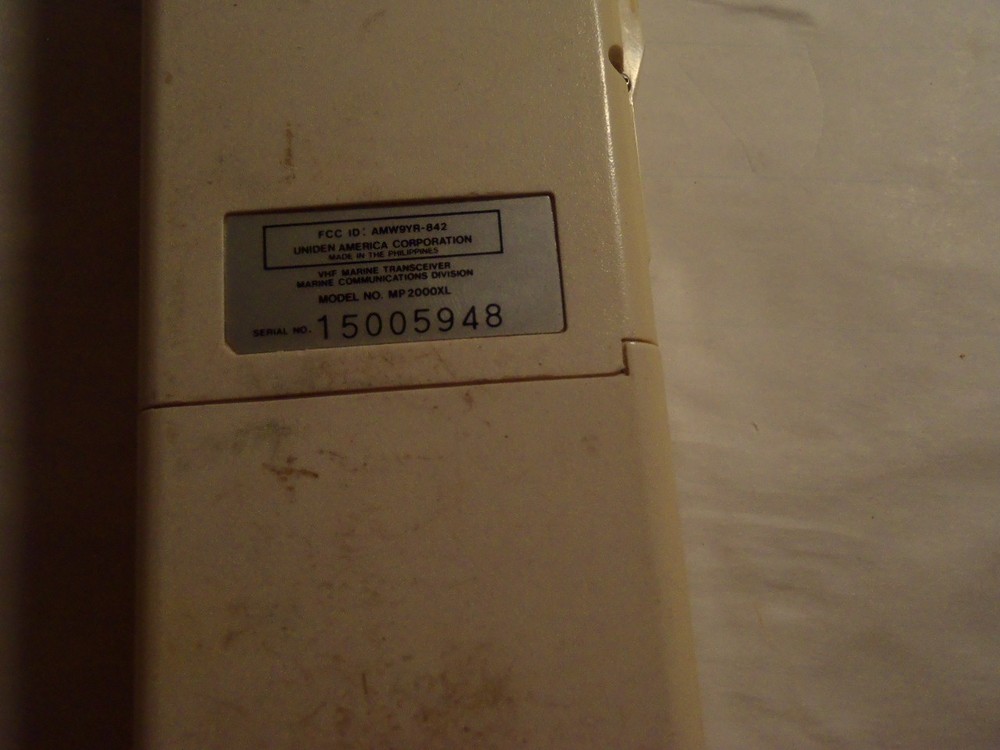 FCC ID: AMW9YR-842
UNIDEN AMERICA CORPORATION
MADE IN THE PHILIPPINES
VHF MARINE TRANSCEIVER
MARINE COMMUNICATIONS DIVISION
MODEL NO. MP2000XL
SERIAL NO. 15005948